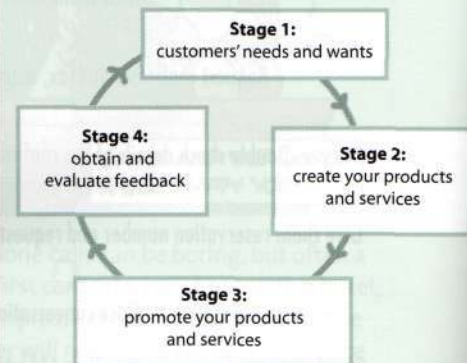 Stage 1:
customers' needs and wants
Stage 2:
create your products
and services
Stage 3:
promote your products
and services
Stage 4:
obtain and
evaluate feedback